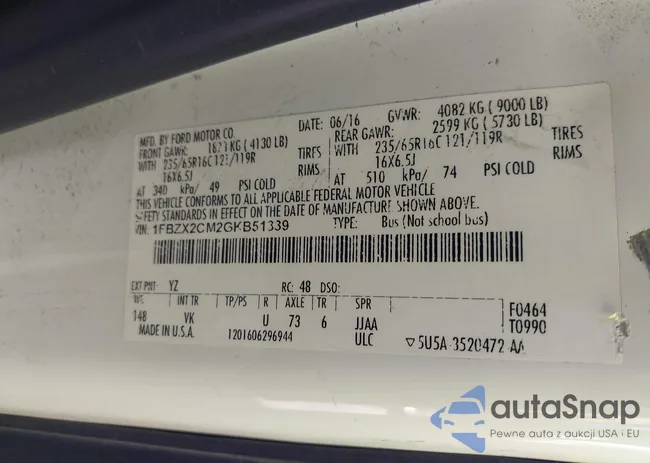 MFD. BY FORD MOTOR CO. DATE: 06/16 GVWR: 4082 KG ( 9000 LB)
FRONT GAWR: 1873 KG ( 4130 LB) REAR GAWR: 2599 KG ( 5730 LB)
WITH 235/65R16C 121/119R TIRES WITH 235/65R16C 121/119R TIRES
16X6.5J RIMS 16X6.5J RIMS
AT 340 kPa/ 49 PSI COLD AT 510 kPa/ 74 PSI COLD
THIS VEHICLE CONFORMS TO ALL APPLICABLE FEDERAL MOTOR VEHICLE
SAFETY STANDARDS IN EFFECT ON THE DATE OF MANUFACTURE SHOWN ABOVE.
VIN: 1FBZX2CM2GKB51339 TYPE: Bus (Not school bus)
EXT PNT: YZ RC: 48 DSO:
WB INT TR TP/PS R AXLE TR SPR F0464
148 VK U 73 6 JJAA T0990
MADE IN U.S.A. 1201606296944 ULC ▽5U5A-3520472 AA
autaSnap
Pewne auta z aukcji USA i EU